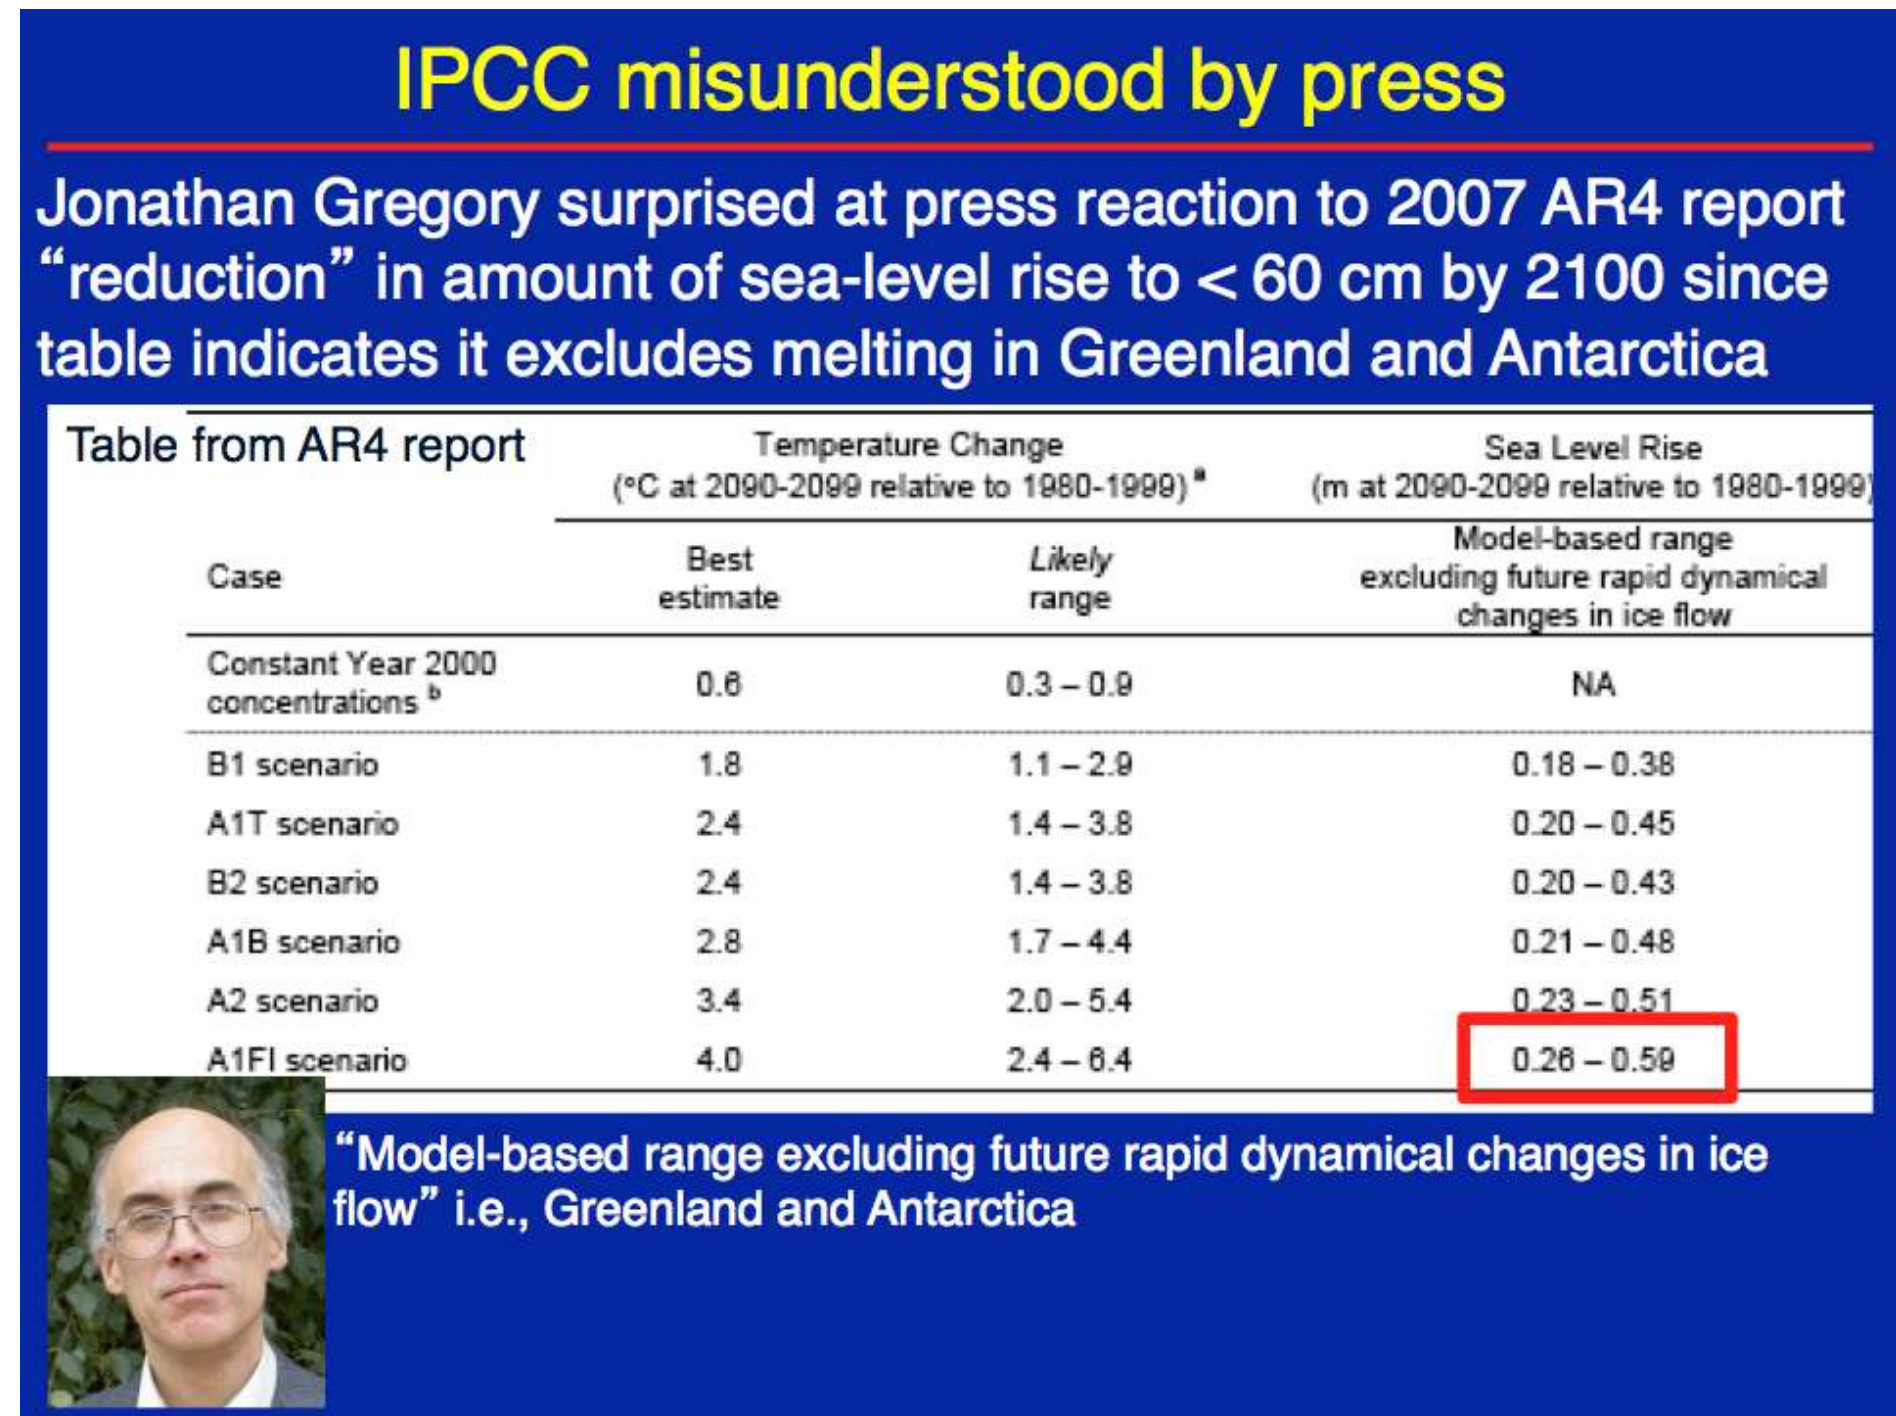 IPCC misunderstood by press
Jonathan Gregory surprised at press reaction to 2007 AR4 report
“reduction” in amount of sea-level rise to < 60 cm by 2100 since
table indicates it excludes melting in Greenland and Antarctica
Table from AR4 report
Temperature Change
(°C at 2090-2099 relative to 1980-1999) a
Sea Level Rise
(m at 2090-2099 relative to 1980-1999)
Case
Best
estimate
Likely
range
Model-based range
excluding future rapid dynamical
changes in ice flow
Constant Year 2000
concentrations b
0.6
0.3 – 0.9
NA
B1 scenario 1.8 1.1 – 2.9 0.18 – 0.38
A1T scenario 2.4 1.4 – 3.8 0.20 – 0.45
B2 scenario 2.4 1.4 – 3.8 0.20 – 0.43
A1B scenario 2.8 1.7 – 4.4 0.21 – 0.48
A2 scenario 3.4 2.0 – 5.4 0.23 – 0.51
A1FI scenario 4.0 2.4 – 6.4 0.26 – 0.59
“Model-based range excluding future rapid dynamical changes in ice
flow” i.e., Greenland and Antarctica